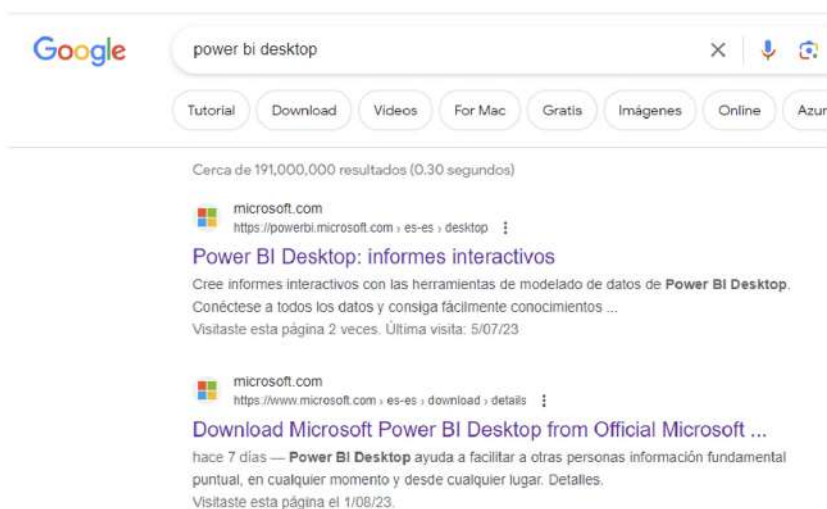 Google
power bi desktop
Tutorial Download Videos For Mac Gratis Imágenes Online Azur
Cerca de 191,000,000 resultados (0.30 segundos)
microsoft.com
https://powerbi.microsoft.com › es-es › desktop
Power BI Desktop: informes interactivos
Cree informes interactivos con las herramientas de modelado de datos de Power BI Desktop.
Conéctese a todos los datos y consiga fácilmente conocimientos ...
Visitaste esta página 2 veces. Última visita: 5/07/23
microsoft.com
https://www.microsoft.com › es-es › download › details
Download Microsoft Power BI Desktop from Official Microsoft ...
hace 7 días — Power BI Desktop ayuda a facilitar a otras personas información fundamental
puntual, en cualquier momento y desde cualquier lugar. Detalles.
Visitaste esta página el 1/08/23.